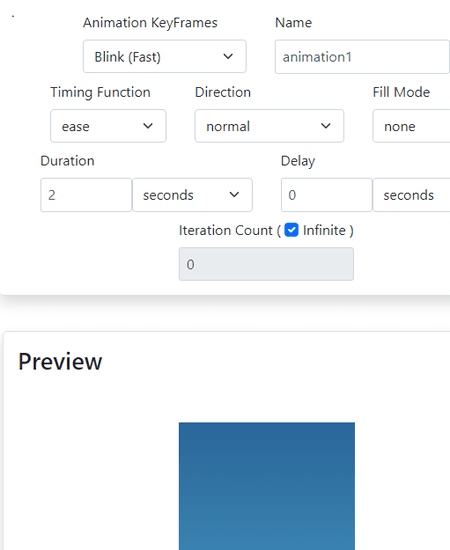 Animation KeyFrames Name
Blink (Fast) animation1
Timing Function Direction Fill Mode
ease normal none
Duration Delay
2 seconds 0 seconds
Iteration Count ( Infinite )
0
Preview